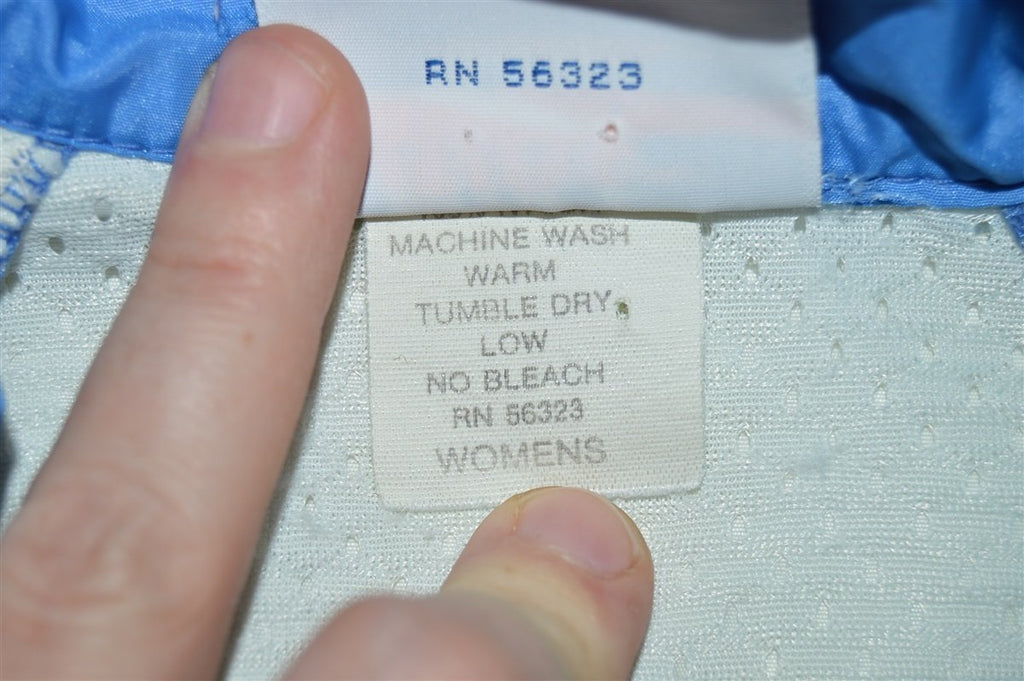 RN 56323
MACHINE WASH
WARM
TUMBLE DRY
LOW
NO BLEACH
RN 56323
WOMENS